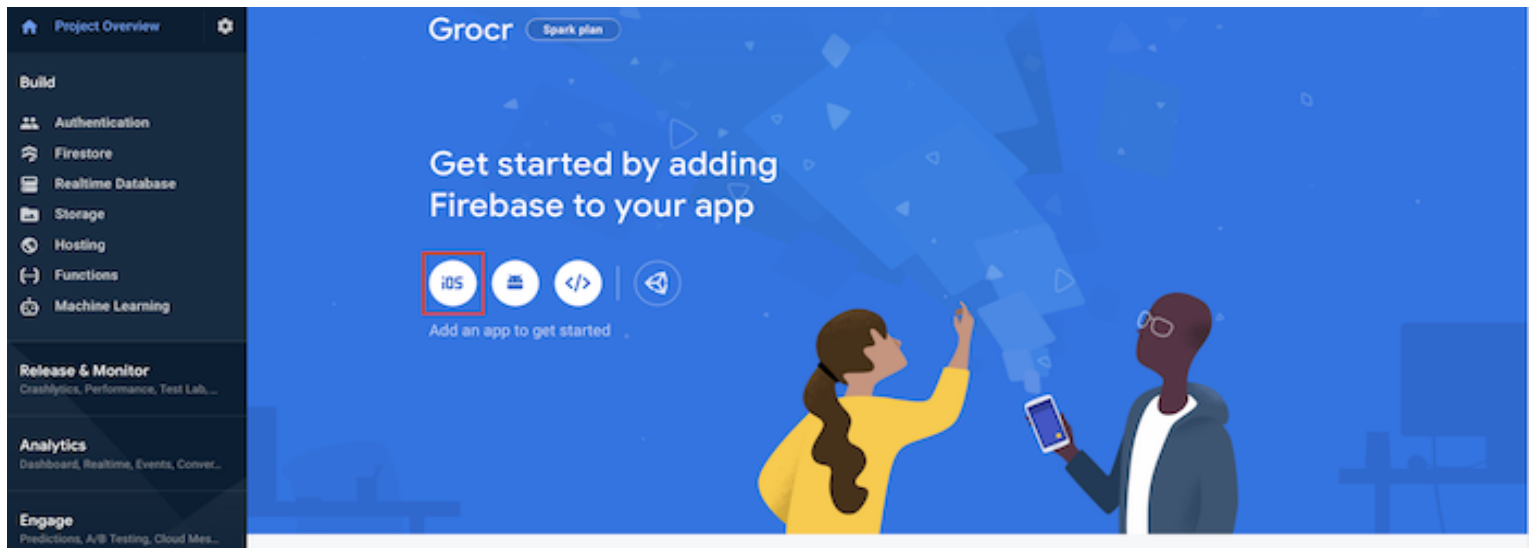 Project Overview
Build
Authentication
Firestore
Realtime Database
Storage
Hosting
Functions
Machine Learning
Release & Monitor
Crashlytics, Performance, Test Lab, ...
Analytics
Dashboard, Realtime, Events, Conver...
Engage
Predictions, A/B Testing, Cloud Mes...
Grocr Spark plan
Get started by adding
Firebase to your app
iOS </>
Add an app to get started